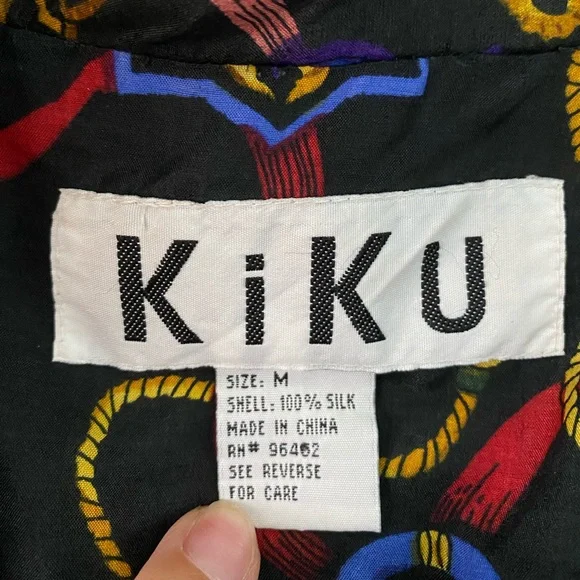 KiKU
SIZE: M
SHELL: 100% SILK
MADE IN CHINA
RN# 96462
SEE REVERSE
FOR CARE